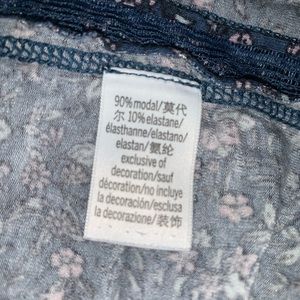 90% modal/莫代
尔 10% elastane/
élasthanne/elastano/
elastan/氨纶
exclusive of
decoration/sauf
décoration/no incluye
la decoración/esclusa
la decorazione/装饰